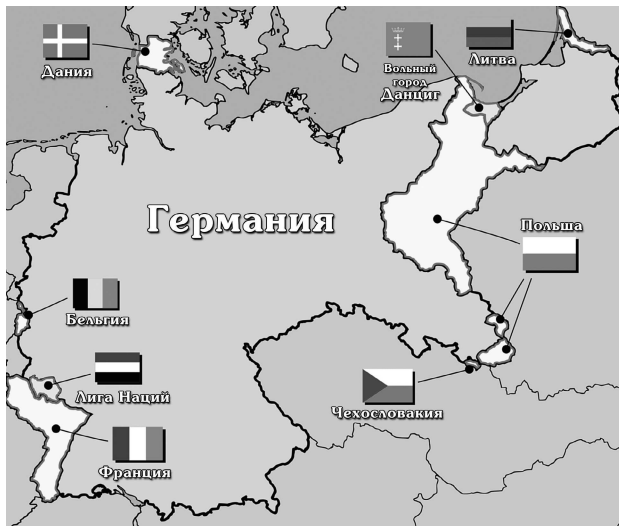 Дания
Вольный
город
Данциг
Литва
Германия
Польша
Бельгия
Лига Наций
Чехословакия
Франция